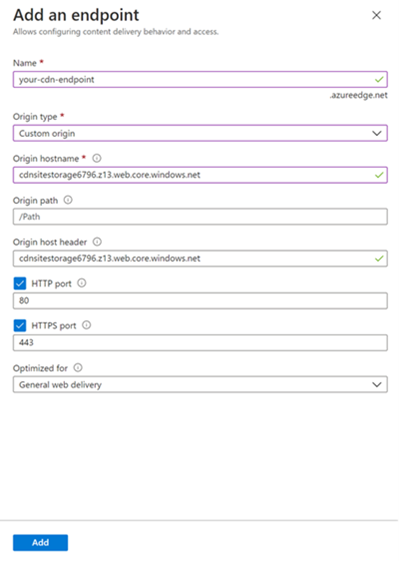 Add an endpoint
Allows configuring content delivery behavior and access.
Name *
your-cdn-endpoint
.azureedge.net
Origin type *
Custom origin
Origin hostname *
cdnsitestorage6796.z13.web.core.windows.net
Origin path
/Path
Origin host header
cdnsitestorage6796.z13.web.core.windows.net
HTTP port
80
HTTPS port
443
Optimized for
General web delivery
Add